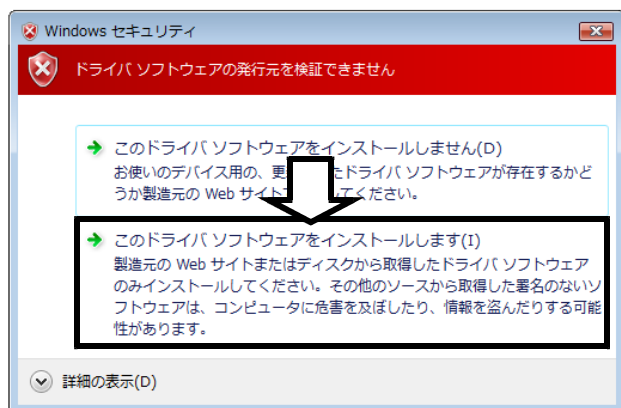 Windows セキュリティ
ドライバ ソフトウェアの発行元を検証できません
このドライバ ソフトウェアをインストールしません(D)
お使いのデバイス用の、更 たドライバ ソフトウェアが存在するかど
うか製造元の Web サイト てください。
このドライバ ソフトウェアをインストールします(I)
製造元の Web サイトまたはディスクから取得したドライバ ソフトウェア
のみインストールしてください。その他のソースから取得した署名のないソ
フトウェアは、コンピュータに危害を及ぼしたり、情報を盗んだりする可能
性があります。
詳細の表示(D)